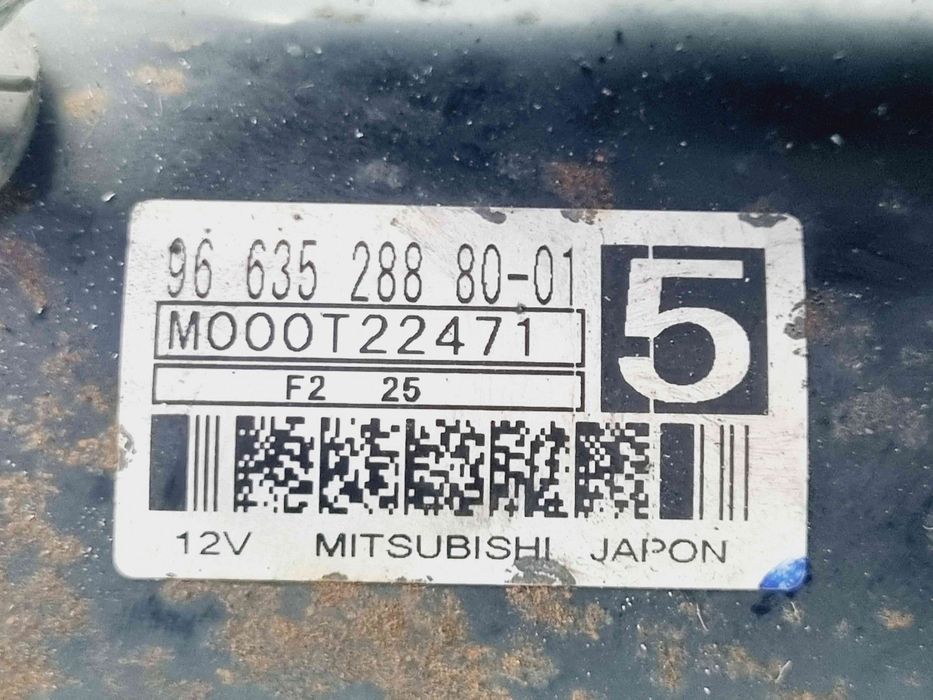 96 635 288 80-01
5
M000T22471
F2 25
12V MITSUBISHI JAPON